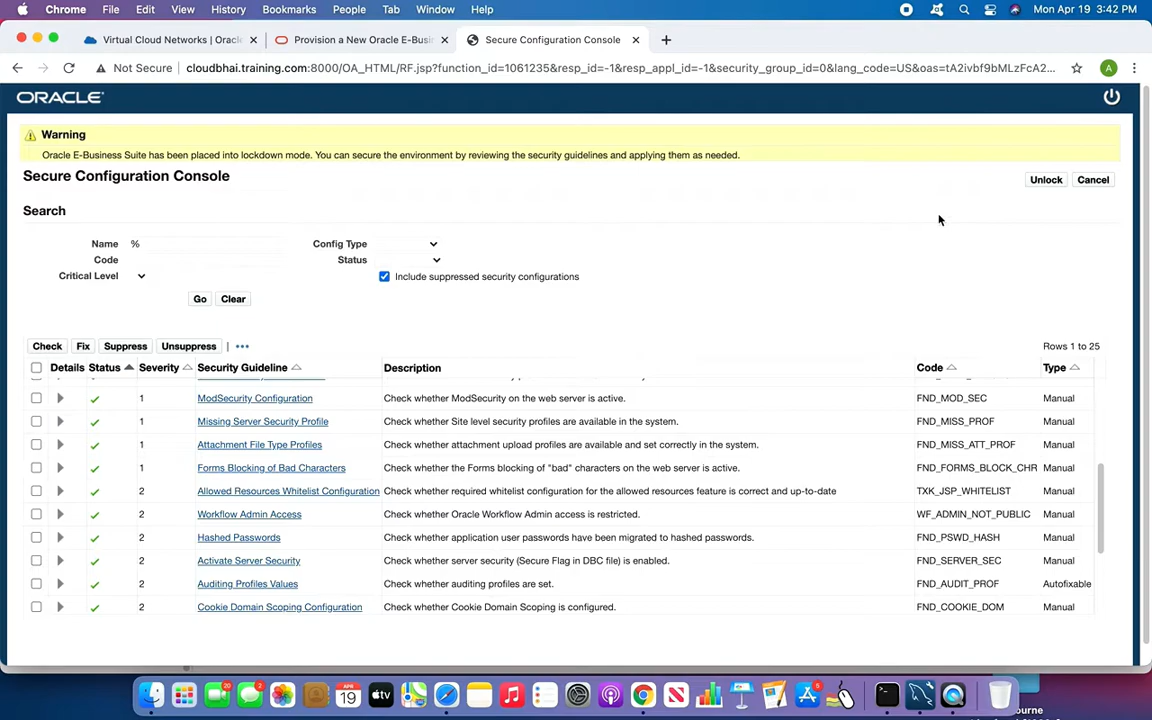 Chrome File Edit View History Bookmarks People Tab Window Help Mon Apr 19 3:42 PM
Virtual Cloud Networks | Oracle Provision a New Oracle E-Busi Secure Configuration Console
Not Secure cloudbhai.training.com:8000/OA_HTML/RF.jsp?function_id=1061235&resp_id=-1&resp_appl_id=-1&security_group_id=0&lang_code=US&oas=tA2ivbf9bMLzFcA2... A
ORACLE
Warning
Oracle E-Business Suite has been placed into lockdown mode. You can secure the environment by reviewing the security guidelines and applying them as needed.
Secure Configuration Console Unlock Cancel
Search
Name % Config Type
Code Status
Critical Level Include suppressed security configurations
Go Clear
Check Fix Suppress Unsuppress | ••• Rows 1 to 25
Details Status Severity Security Guideline Description Code Type
1 ModSecurity Configuration Check whether ModSecurity on the web server is active. FND_MOD_SEC Manual
1 Missing Server Security Profile Check whether Site level security profiles are available in the system. FND_MISS_PROF Manual
1 Attachment File Type Profiles Check whether attachment upload profiles are available and set correctly in the system. FND_MISS_ATT_PROF Manual
1 Forms Blocking of Bad Characters Check whether the Forms blocking of "bad" characters on the web server is active. FND_FORMS_BLOCK_CHR Manual
2 Allowed Resources Whitelist Configuration Check whether required whitelist configuration for the allowed resources feature is correct and up-to-date TXK_JSP_WHITELIST Manual
2 Workflow Admin Access Check whether Oracle Workflow Admin access is restricted. WF_ADMIN_NOT_PUBLIC Manual
2 Hashed Passwords Check whether application user passwords have been migrated to hashed passwords. FND_PSWD_HASH Manual
2 Activate Server Security Check whether server security (Secure Flag in DBC file) is enabled. FND_SERVER_SEC Manual
2 Auditing Profiles Values Check whether auditing profiles are set. FND_AUDIT_PROF Autofixable
2 Cookie Domain Scoping Configuration Check whether Cookie Domain Scoping is configured. FND_COOKIE_DOM Manual
20 2 APR 19 tv 5
ourne